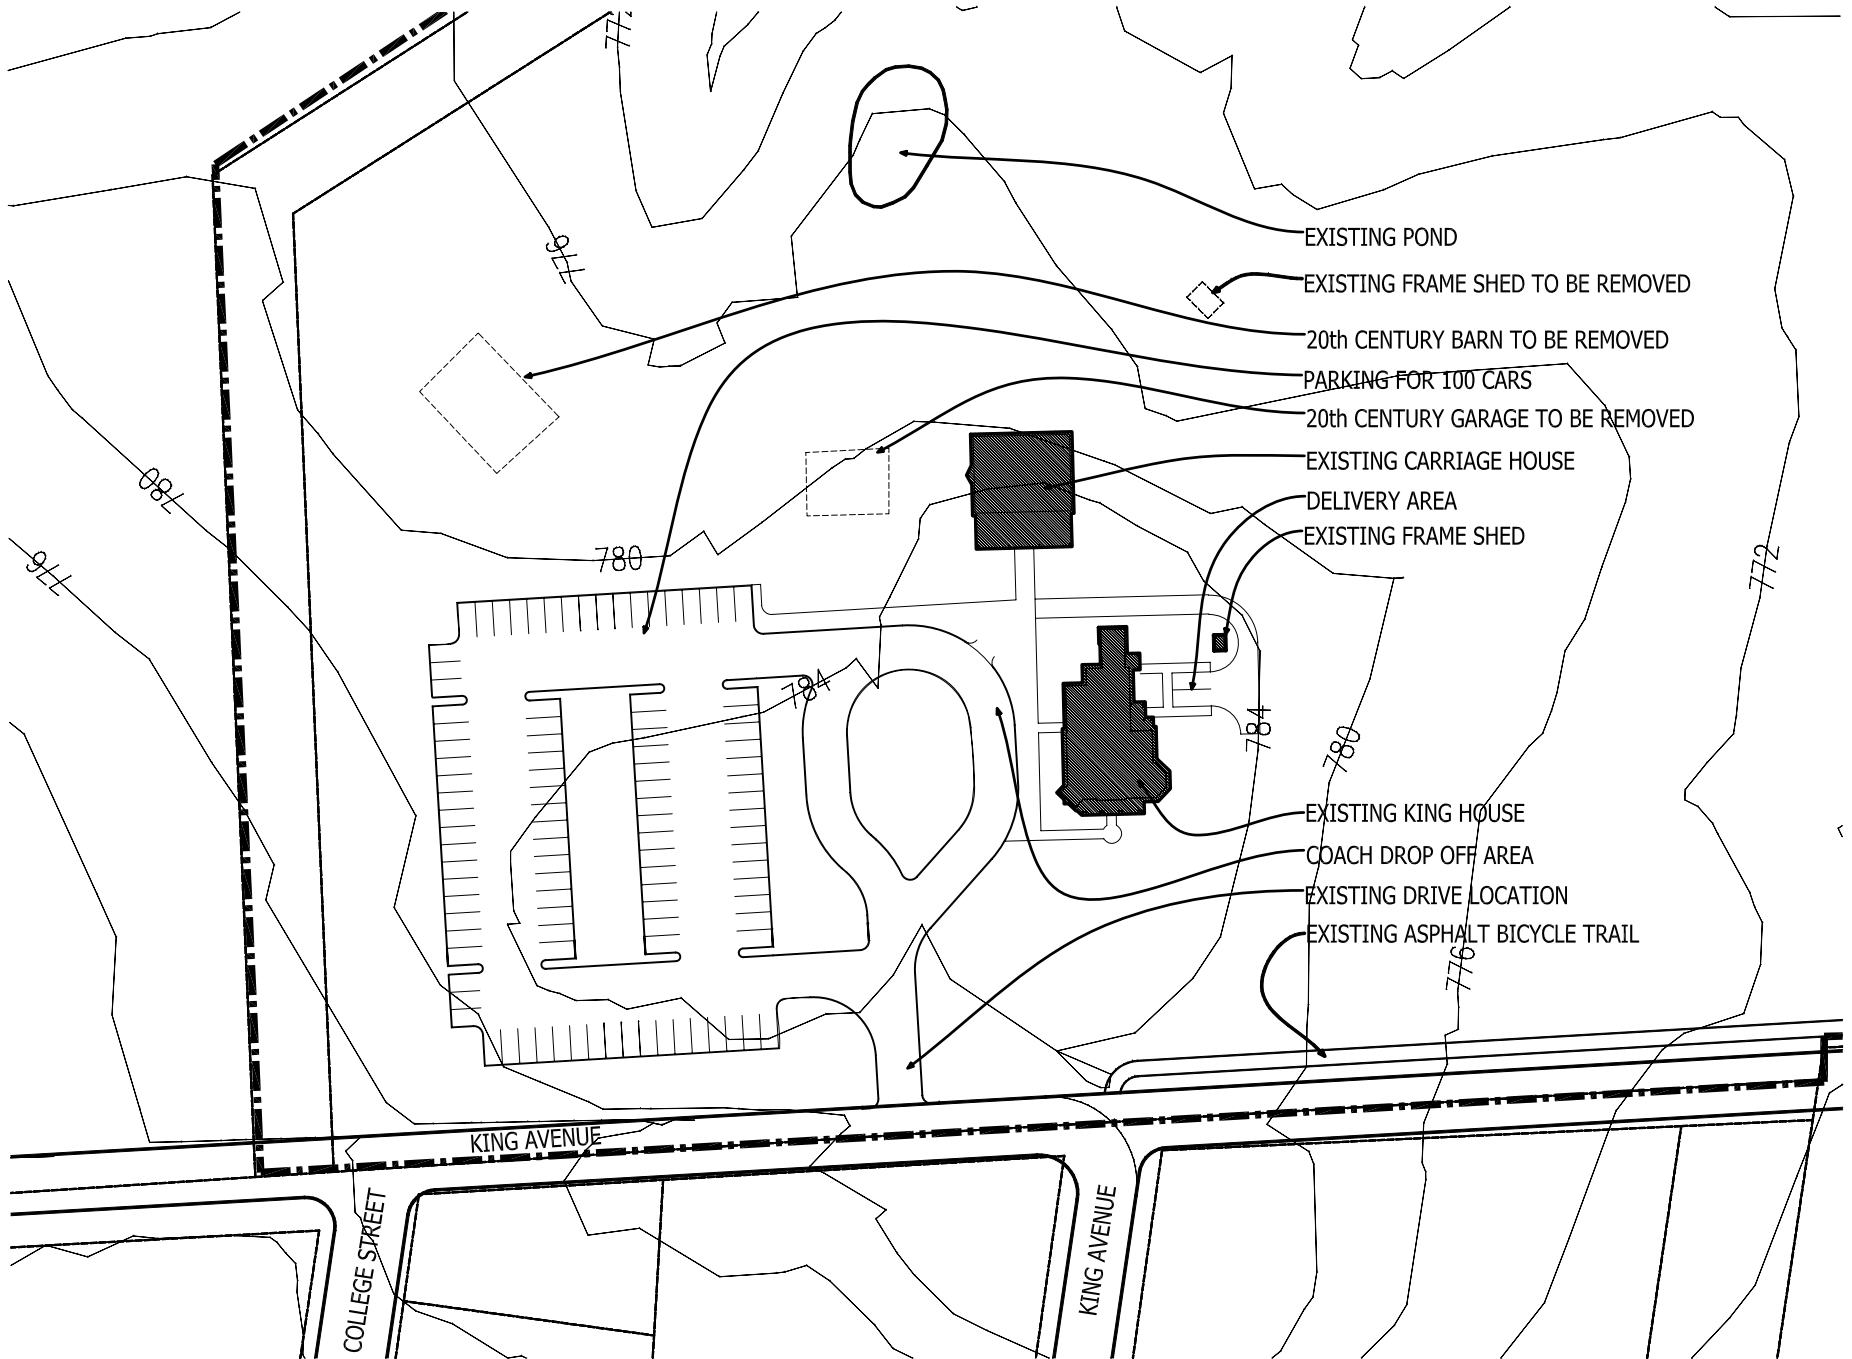 772
EXISTING POND
776
EXISTING FRAME SHED TO BE REMOVED
20th CENTURY BARN TO BE REMOVED
PARKING FOR 100 CARS
20th CENTURY GARAGE TO BE REMOVED
EXISTING CARRIAGE HOUSE
780
DELIVERY AREA
EXISTING FRAME SHED
780
776
772
784
784
780
EXISTING KING HOUSE
COACH DROP OFF AREA
EXISTING DRIVE LOCATION
EXISTING ASPHALT BICYCLE TRAIL
776
KING AVENUE
COLLEGE STREET
KING AVENUE